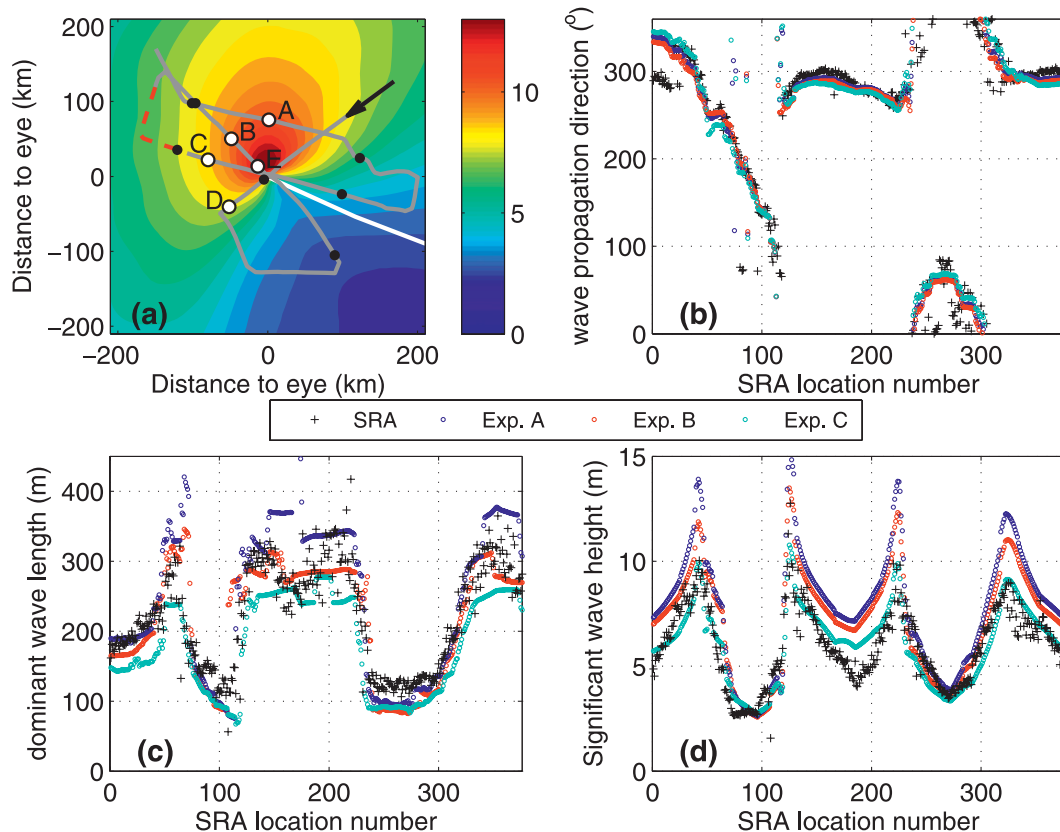 200
100
0
−100
−200
Distance to eye (km)
A
B
C
E
D
(a)
−200
0
200
Distance to eye (km)
10
5
0
300
200
100
0
wave propagation direction (°)
(b)
0
100
200
300
SRA location number
SRA
Exp. A
Exp. B
Exp. C
400
300
200
100
0
dominant wave length (m)
(c)
0
100
200
300
SRA location number
15
10
5
0
Significant wave height (m)
(d)
0
100
200
300
SRA location number